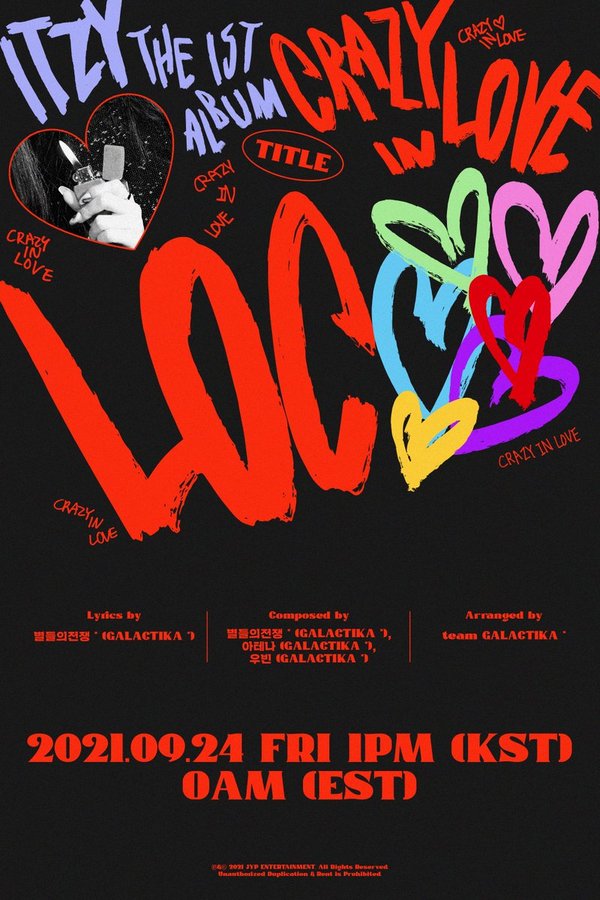 ITZY THE 1ST
ALBUM
CRAZY
IN LOVE
CRAZY
IN LOVE
TITLE
CRAZY
IN
LOVE
CRAZY
IN
LOVE
LOCO
CRAZY IN LOVE
CRAZY
IN
LOVE
Lyrics by
별들의전쟁 * (GALACTIKA *)
Composed by
별들의전쟁 * (GALACTIKA *),
아테나 (GALACTIKA *),
우빈 (GALACTIKA *)
Arranged by
team GALACTIKA *
2021.09.24 FRI 1PM (KST)
0AM (EST)
ⓟ&© 2021 JYP ENTERTAINMENT All Rights Reserved
Unauthorized Duplication & Rent is Prohibited